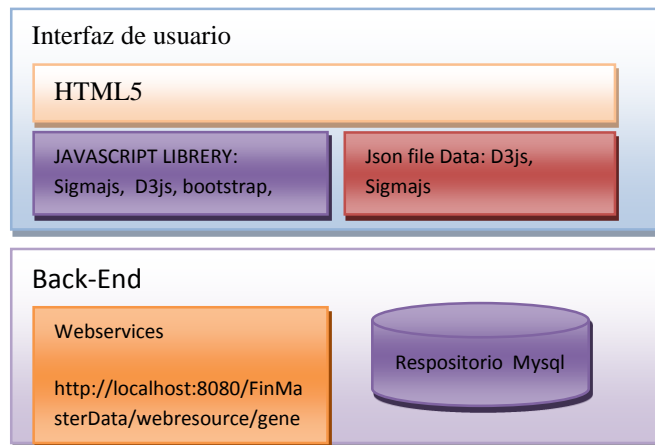 Interfaz de usuario
HTML5
JAVASCRIPT LIBRERY:
Sigmajs, D3js, bootstrap,
Json file Data: D3js,
Sigmajs
Back-End
Webservices
http://localhost:8080/FinMa
sterData/webresource/gene
Respositorio Mysql